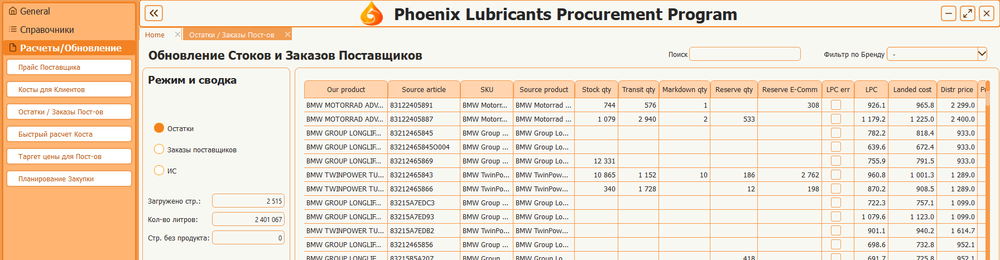 General
Справочники
Расчеты/Обновление
Прайс Поставщика
Косты для Клиентов
Остатки / Заказы Пост-ов
Быстрый расчет Коста
Таргет цены для Пост-ов
Планирование Закупки
Phoenix Lubricants Procurement Program
Home Остатки / Заказы Пост-ов
Обновление Стоков и Заказов Поставщиков
Поиск Фильтр по Бренду -
Режим и сводка
Остатки
Заказы поставщиков
ИС
Загружено стр.: 2 515
Кол-во литров: 2 401 067
Стр. без продукта: 0
Our product Source article SKU Source product Stock qty Transit qty Markdown qty Reserve qty Reserve E-Comm LPC err LPC Landed cost Distr price
BMW MOTORRAD ADV... 83122405891 BMW Motorr... BMW Motorrad ... 744 576 1 308 926.1 965.8 2 299.0
BMW MOTORRAD ADV... 83122405887 BMW Motorr... BMW Motorrad ... 1 079 2 940 2 533 1 179.2 1 225.0 2 400.0
BMW GROUP LONGLIF... 83212465845 BMW Group ... BMW Group Lo... 782.2 818.4 933.0
BMW GROUP LONGLIF... 83212465845O004 BMW Group ... BMW Group Lo... 639.6 672.4 933.0
BMW GROUP LONGLIF... 83212465869 BMW Group ... BMW Group Lo... 12 331 755.9 791.5 933.0
BMW TWINPOWER TU... 83212465843 BMW TwinPo... BMW TwinPow... 10 865 1 152 10 186 2 762 960.8 1 001.3 1 289.0
BMW TWINPOWER TU... 83212465866 BMW TwinPo... BMW TwinPow... 340 1 728 12 198 870.2 908.5 1 289.0
BMW GROUP LONGLIF... 83215A7EDC3 BMW Group ... BMW Group Lo... 722.3 757.1 1 099.0
BMW GROUP LONGLIF... 83215A7ED93 BMW Group ... BMW Group Lo... 1 079.6 1 123.0 1 099.0
BMW TWINPOWER TU... 83215A7EDB2 BMW TwinPo... BMW TwinPow... 901.1 940.2 1 614.7
BMW GROUP LONGLIF... 83212465856 BMW Group ... BMW Group Lo... 698.6 732.8 952.1
BMW GROUP LONGLIF... 83215B5A207 BMW Group ... BMW Group Lo... 418 691.7 725.8 952.1